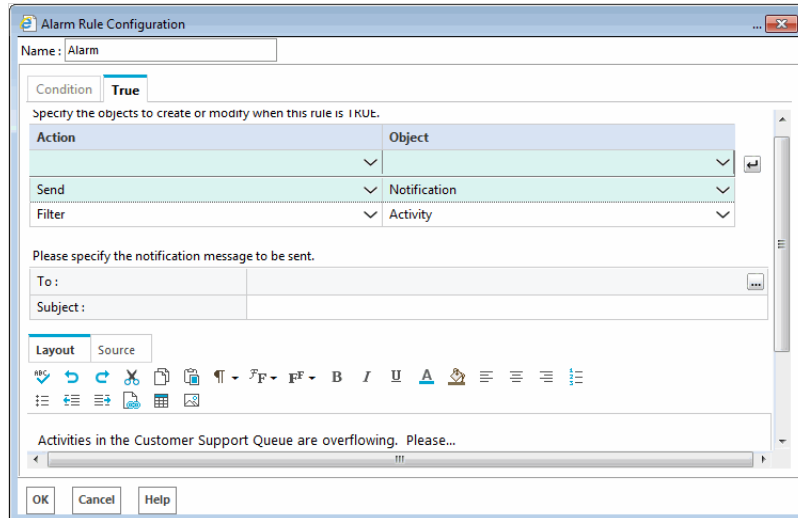 Alarm Rule Configuration
...
Name : Alarm
Condition True
Specify the objects to create or modify when this rule is TRUE.
Action Object
Send Notification
Filter Activity
Please specify the notification message to be sent.
To :
...
Subject :
Layout Source
ABC
F F FF B I U A
Activities in the Customer Support Queue are overflowing. Please...
OK Cancel Help